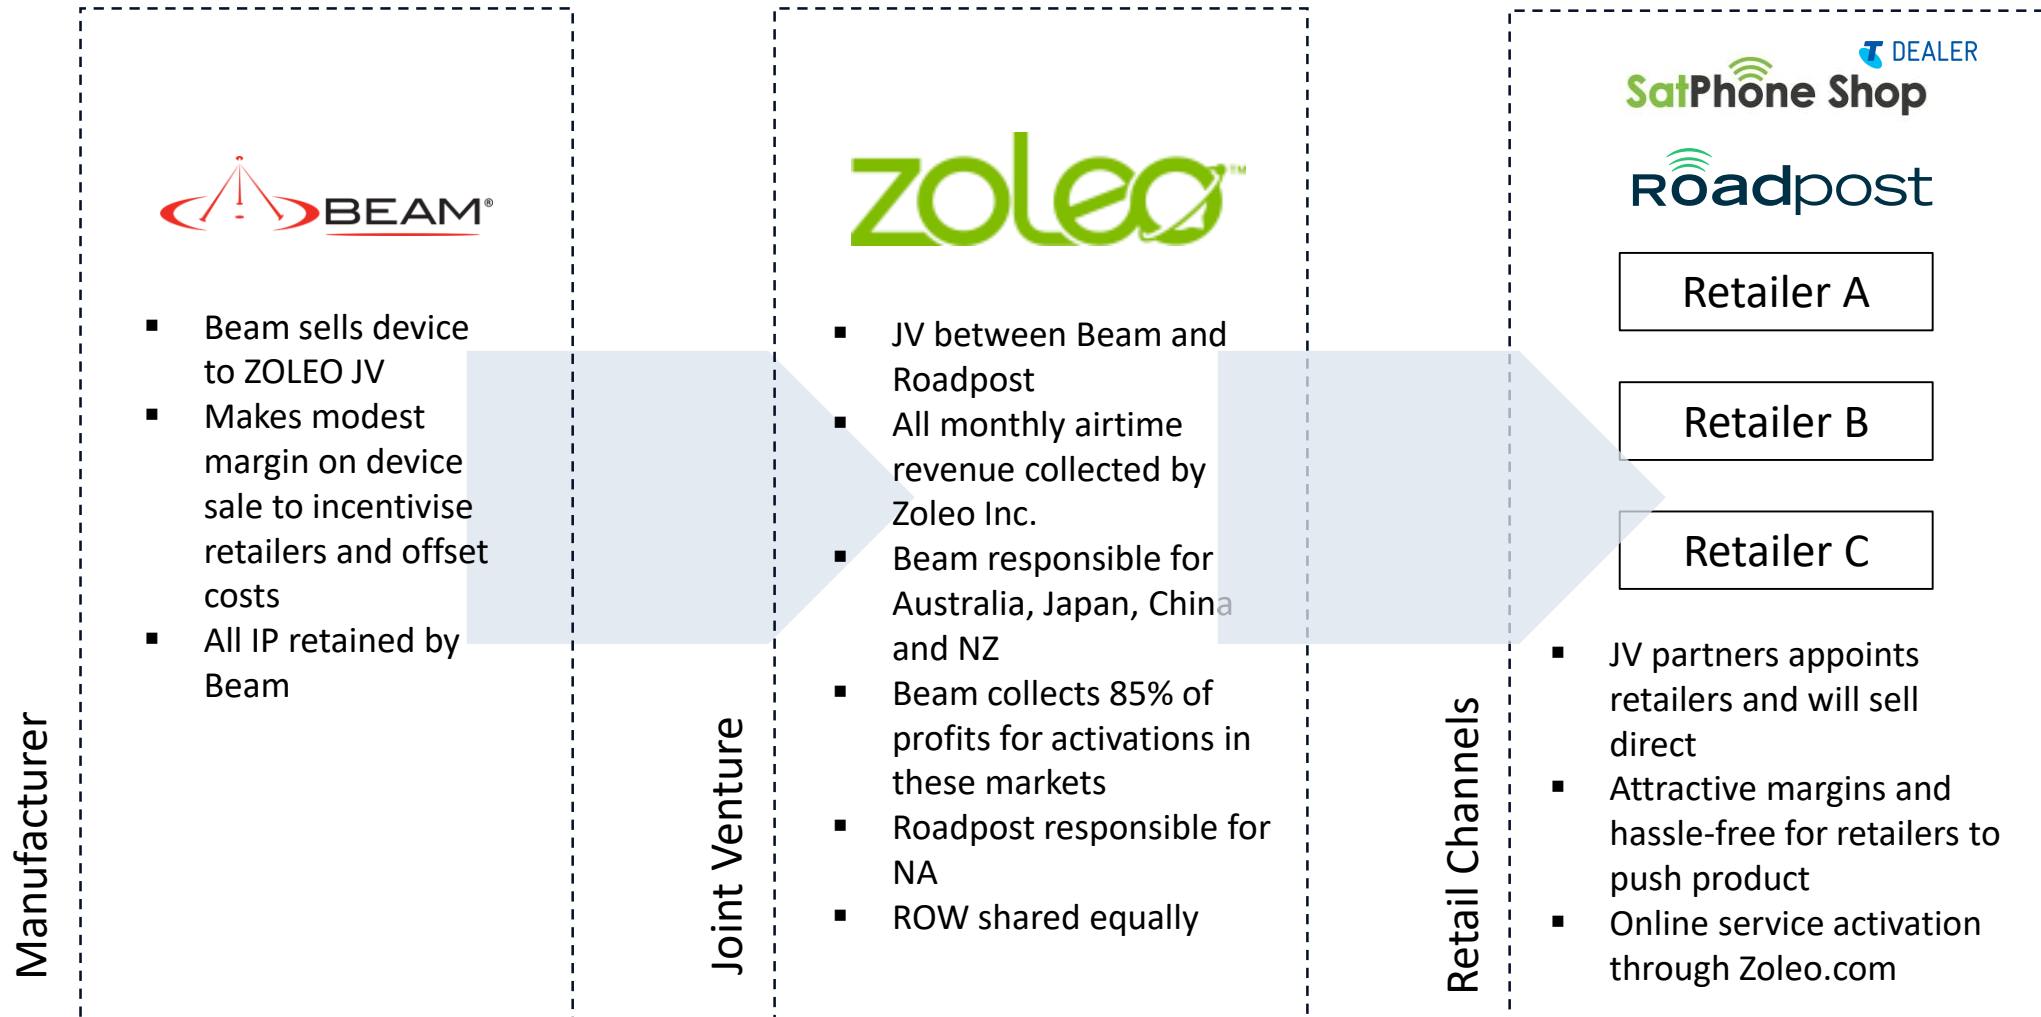 Manufacturer
BEAM®
▪ Beam sells device
to ZOLEO JV
▪ Makes modest
margin on device
sale to incentivise
retailers and offset
costs
▪ All IP retained by
Beam
Joint Venture
zoleo™
▪ JV between Beam and
Roadpost
▪ All monthly airtime
revenue collected by
Zoleo Inc.
▪ Beam responsible for
Australia, Japan, China
and NZ
▪ Beam collects 85% of
profits for activations in
these markets
▪ Roadpost responsible for
NA
▪ ROW shared equally
Retail Channels
T DEALER
SatPhone Shop
Roadpost
Retailer A
Retailer B
Retailer C
▪ JV partners appoints
retailers and will sell
direct
▪ Attractive margins and
hassle-free for retailers to
push product
▪ Online service activation
through Zoleo.com